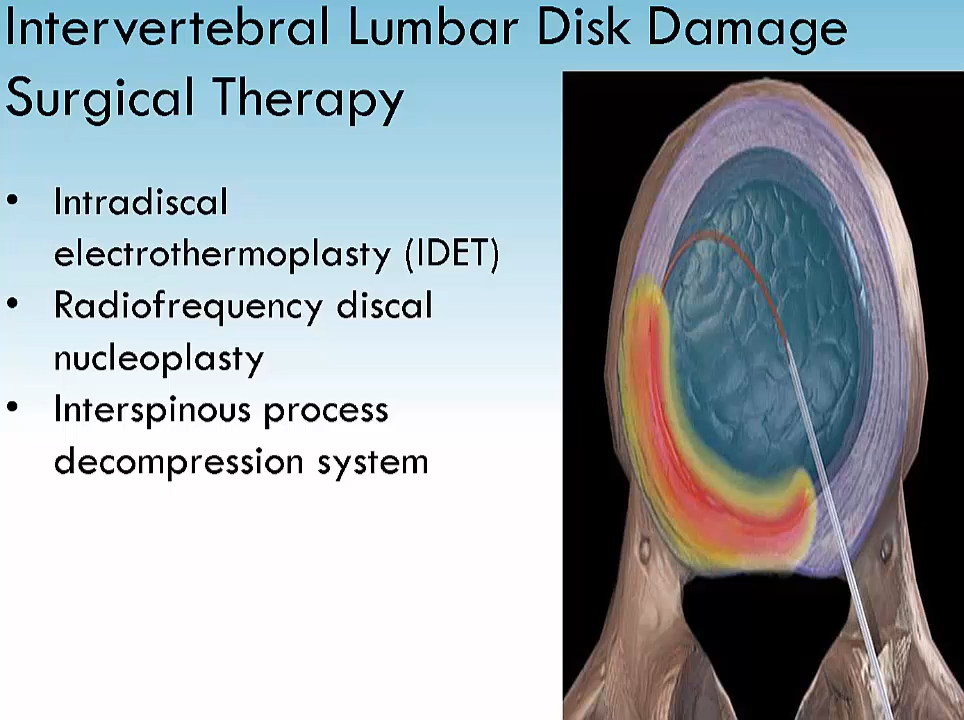 Intervertebral Lumbar Disk Damage
Surgical Therapy
• Intradiscal
electrothermoplasty (IDET)
• Radiofrequency discal
nucleoplasty
• Interspinous process
decompression system